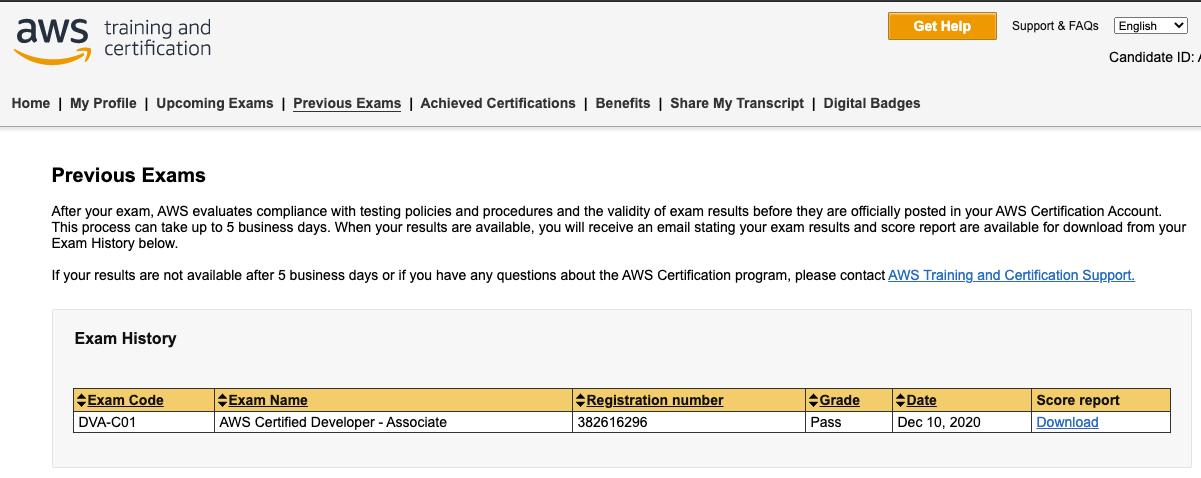 aws training and certification
Get Help
Support & FAQs
English
Candidate ID:
Home | My Profile | Upcoming Exams | Previous Exams | Achieved Certifications | Benefits | Share My Transcript | Digital Badges
Previous Exams
After your exam, AWS evaluates compliance with testing policies and procedures and the validity of exam results before they are officially posted in your AWS Certification Account.
This process can take up to 5 business days. When your results are available, you will receive an email stating your exam results and score report are available for download from your
Exam History below.
If your results are not available after 5 business days or if you have any questions about the AWS Certification program, please contact AWS Training and Certification Support.
Exam History
Exam Code Exam Name Registration number Grade Date Score report
DVA-C01 AWS Certified Developer - Associate 382616296 Pass Dec 10, 2020 Download